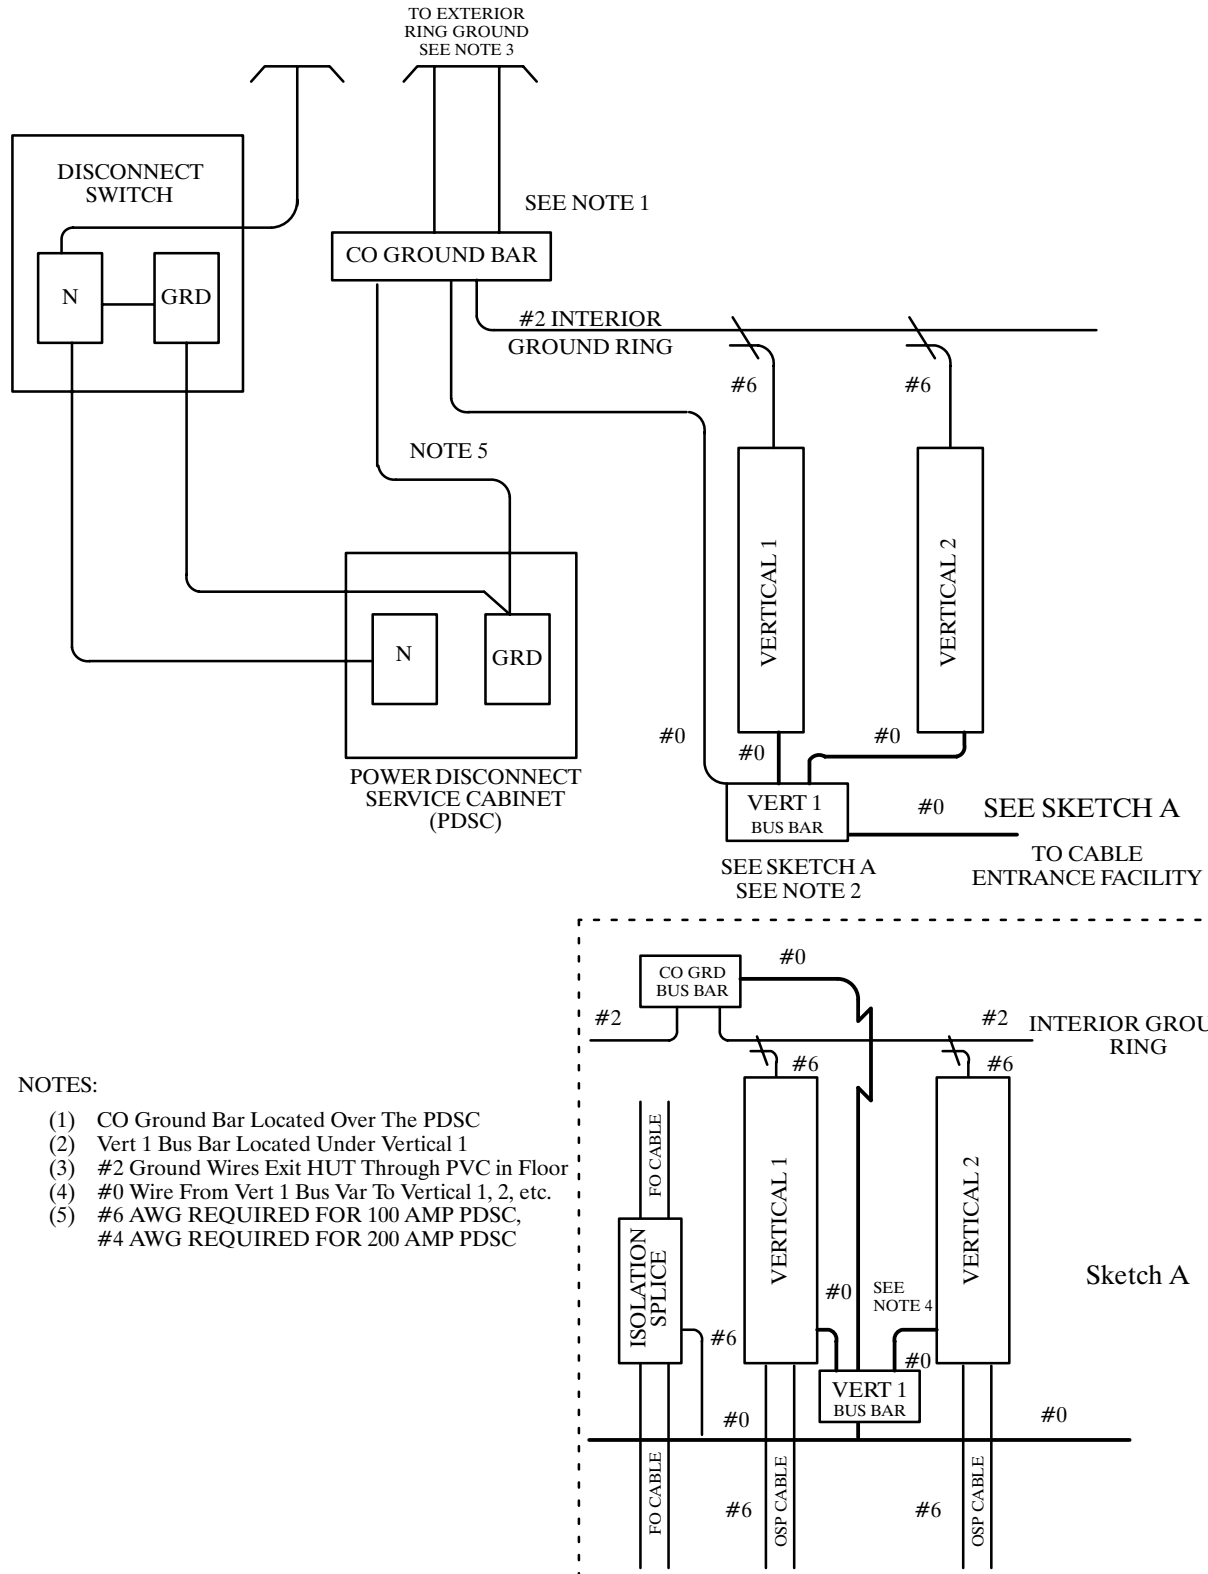 TO EXTERIOR
RING GROUND
SEE NOTE 3
DISCONNECT
SWITCH
SEE NOTE 1
CO GROUND BAR
N
GRD
#2 INTERIOR
GROUND RING
#6
#6
NOTE 5
VERTICAL 1
VERTICAL 2
N
GRD
#0
#0
#0
POWER DISCONNECT
SERVICE CABINET
(PDSC)
VERT 1
BUS BAR
#0
SEE SKETCH A
TO CABLE
ENTRANCE FACILITY
SEE SKETCH A
SEE NOTE 2
CO GRD
BUS BAR
#0
#2
#2
INTERIOR GROU
RING
#6
#6
NOTES:
(1) CO Ground Bar Located Over The PDSC
(2) Vert 1 Bus Bar Located Under Vertical 1
(3) #2 Ground Wires Exit HUT Through PVC in Floor
(4) #0 Wire From Vert 1 Bus Var To Vertical 1, 2, etc.
(5) #6 AWG REQUIRED FOR 100 AMP PDSC,
#4 AWG REQUIRED FOR 200 AMP PDSC
FO CABLE
VERTICAL 1
VERTICAL 2
ISOLATION
SPLICE
#0
SEE
NOTE 4
Sketch A
#6
#0
VERT 1
BUS BAR
#0
#0
FO CABLE
#6
OSP CABLE
#6
OSP CABLE